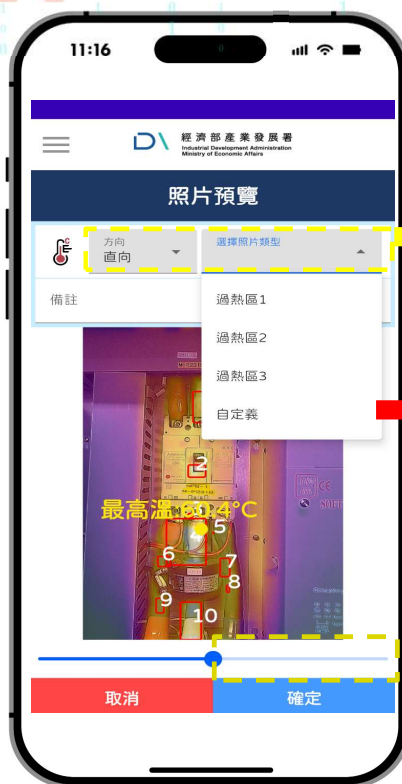 11:16
經濟部產業發展署
Industrial Development Administration
Ministry of Economic Affairs
照片預覽
°C
方向
直向
選擇照片類型
備註
過熱區1
過熱區2
過熱區3
自定義
2
最高溫:60.4°C
5
6
7
8
9
10
取消
確定